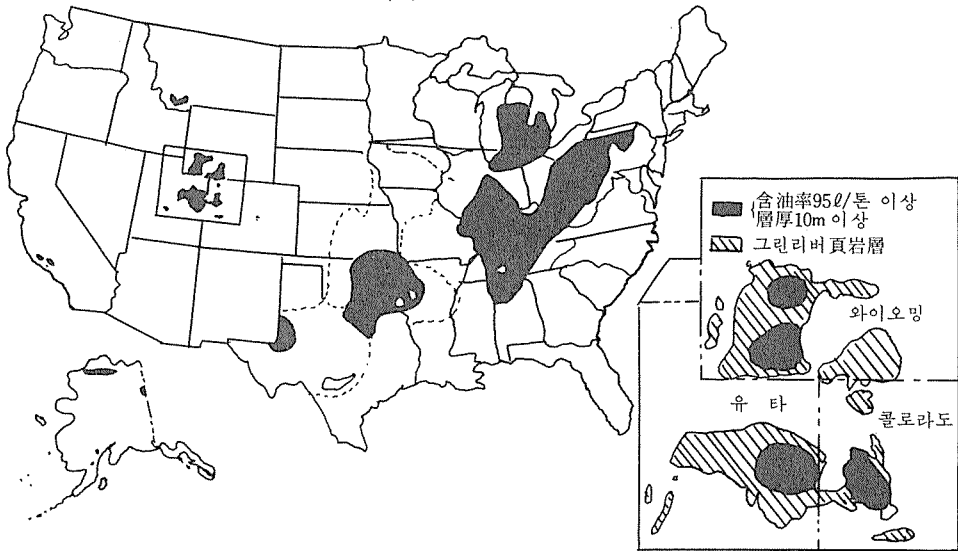 含油率95ℓ/톤 이상
層厚10m 이상
그린리버頁岩層
와이오밍
유 타
콜로라도